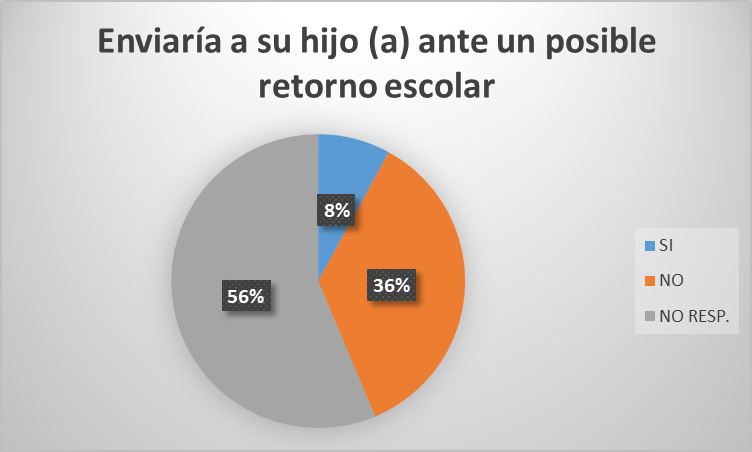 Enviaría a su hijo (a) ante un posible
retorno escolar
8%
36%
56%
SI
NO
NO RESP.